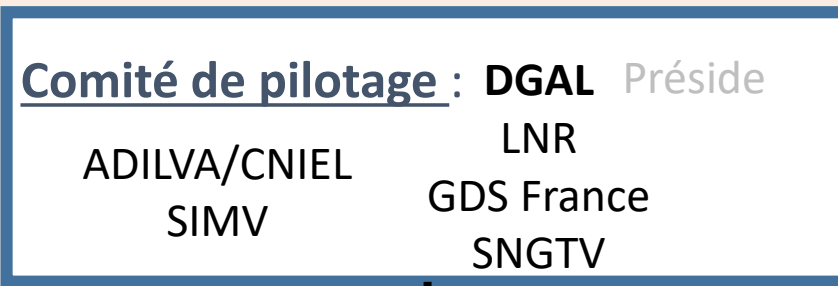 Comité de pilotage : DGAL Préside
ADILVA/CNIEL
SIMV
LNR
GDS France
SNGTV